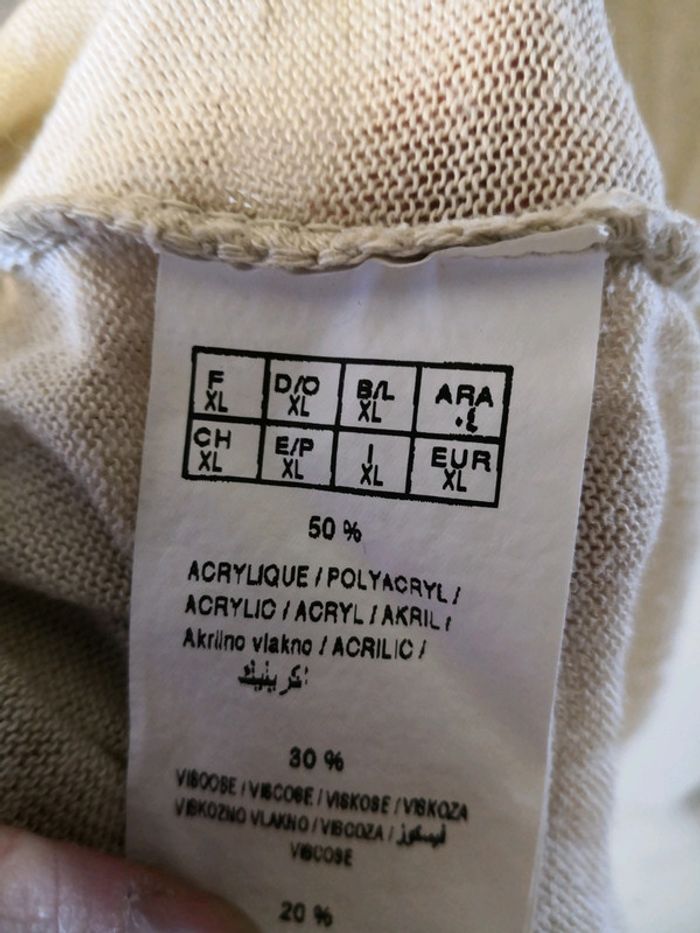 F D/O B/L ARA
XL XL XL ٠٤
CH E/P I EUR
XL XL XL XL
50 %
ACRYLIQUE / POLYACRYL /
ACRYLIC / ACRYL / AKRIL /
Akrilno vlakno / ACRILIC /
30 %
VISCOSE / VISCOSE / VISKOSE / VISKOZA
VISKOZNO VLAKNO / VISCOZA / فيسكوز
VISCOSE
20 %